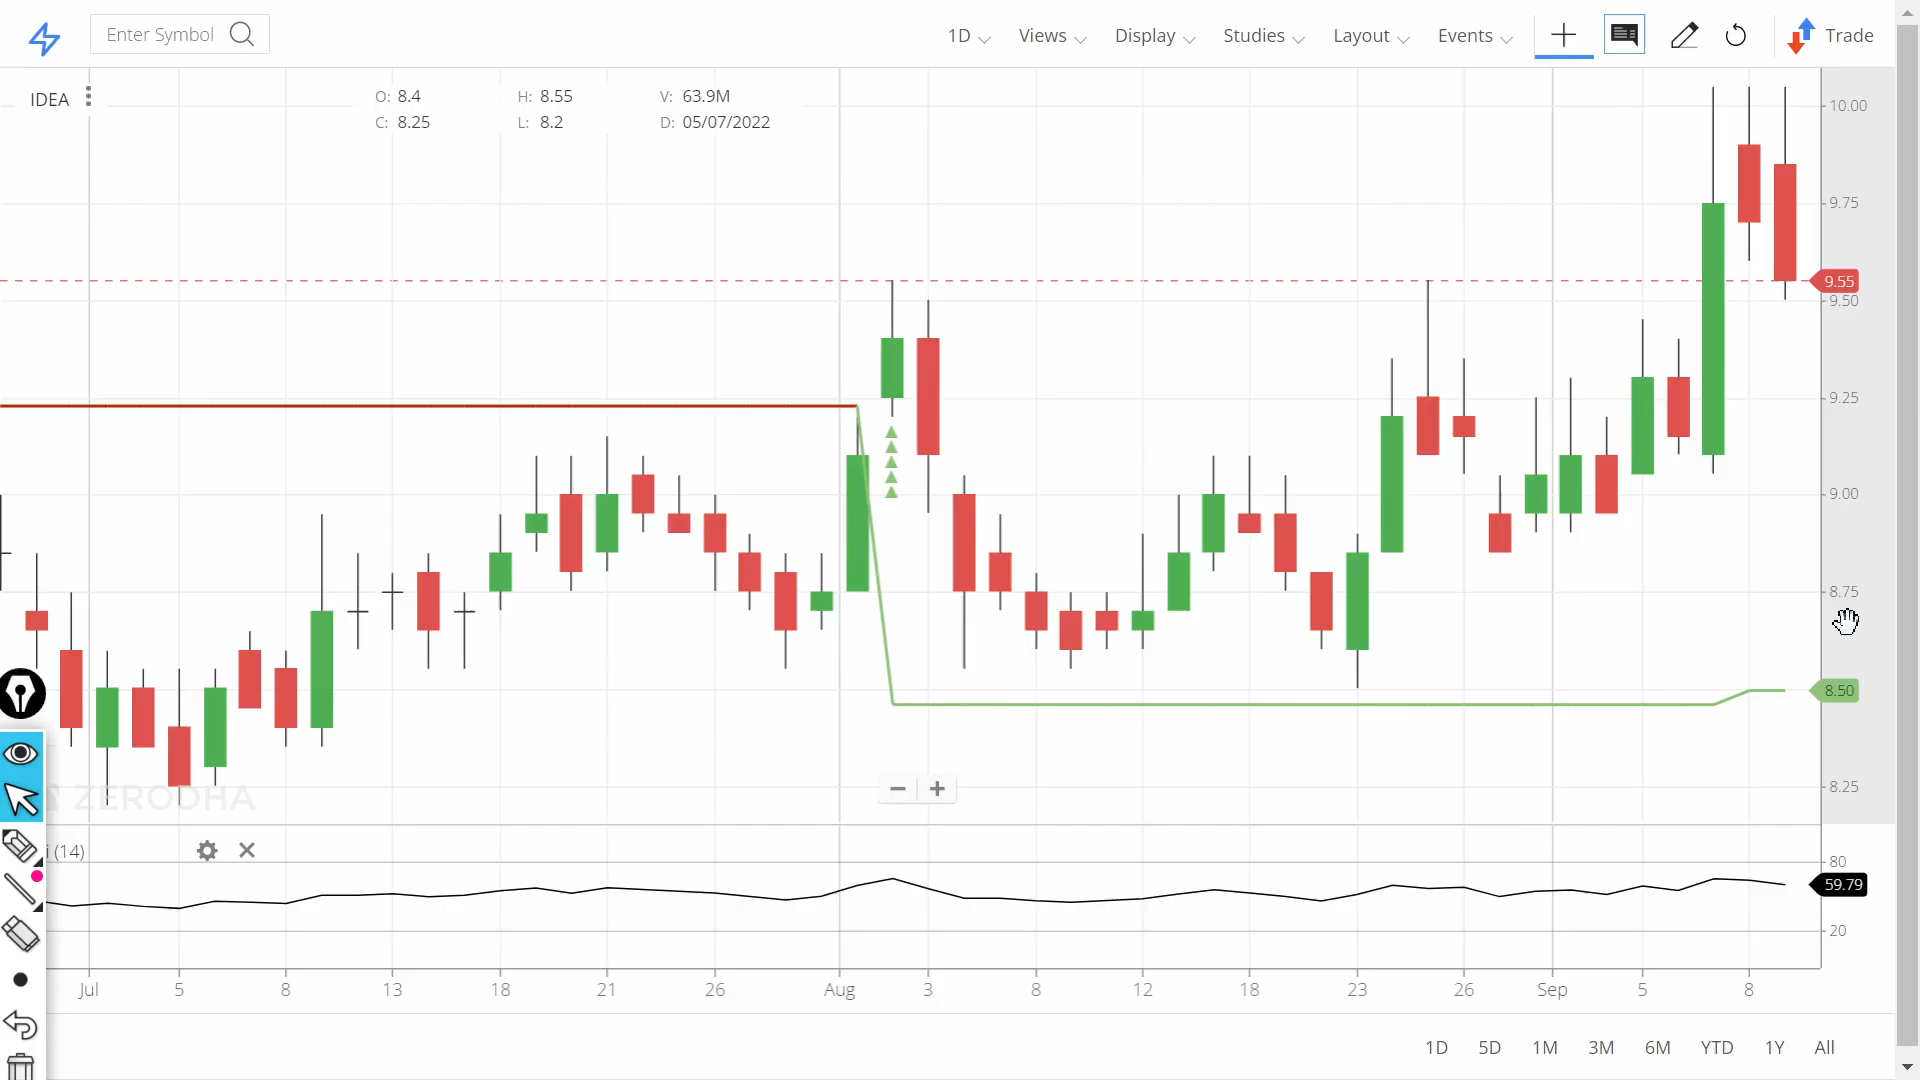 Enter Symbol
1D Views Display Studies Layout Events Trade
IDEA
O: 8.4 H: 8.55 V: 63.9M
C: 8.25 L: 8.2 D: 05/07/2022
10.00
9.75
9.55
9.50
9.25
9.00
8.75
8.50
8.25
ZERODHA
i (14)
80
59.79
20
Jul 5 8 13 18 21 26 Aug 3 8 12 18 23 26 Sep 5 8
1D 5D 1M 3M 6M YTD 1Y All